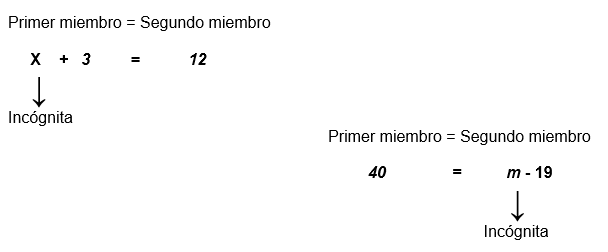 Primer miembro = Segundo miembro
X + 3 = 12
Incógnita
Primer miembro = Segundo miembro
40 = m - 19
Incógnita